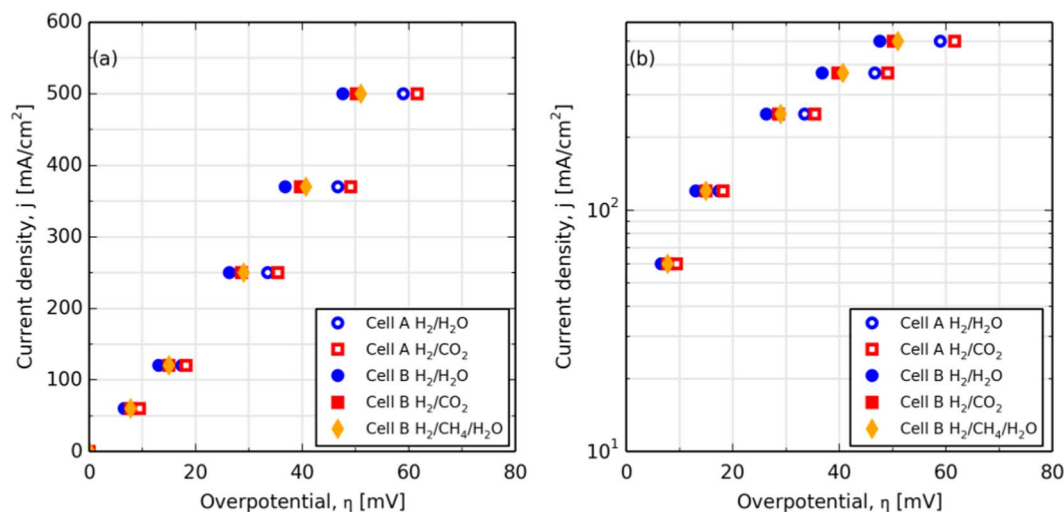 600
500
400
300
200
100
0
(a)
Current density, j [mA/cm²]
0 20 40 60 80
Overpotential, η [mV]
Cell A H₂/H₂O
Cell A H₂/CO₂
Cell B H₂/H₂O
Cell B H₂/CO₂
Cell B H₂/CH₄/H₂O
(b)
10²
10¹
Current density, j [mA/cm²]
0 20 40 60 80
Overpotential, η [mV]
Cell A H₂/H₂O
Cell A H₂/CO₂
Cell B H₂/H₂O
Cell B H₂/CO₂
Cell B H₂/CH₄/H₂O